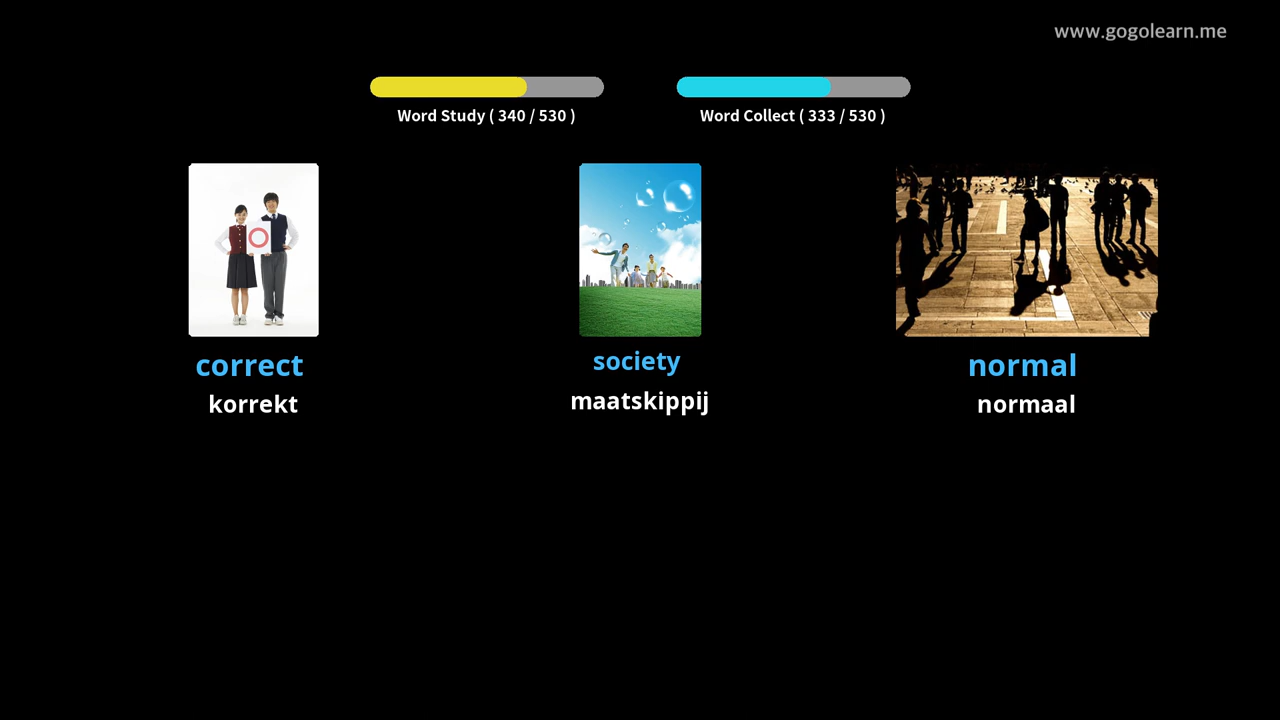 www.gogolearn.me
Word Study ( 340 / 530 )
Word Collect ( 333 / 530 )
correct
society
normal
korrekt
maatskippij
normaal